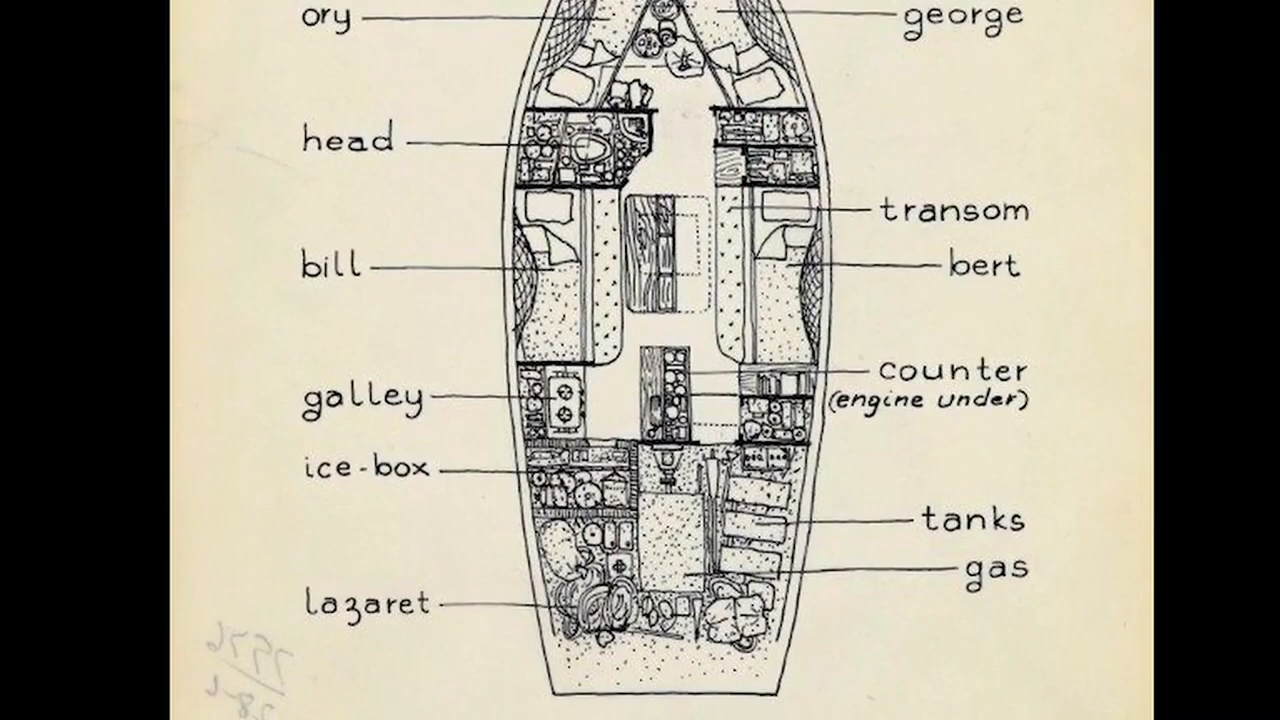 ory
george
head
transom
bill
bert
counter
(engine under)
galley
ice-box
tanks
gas
lazaret